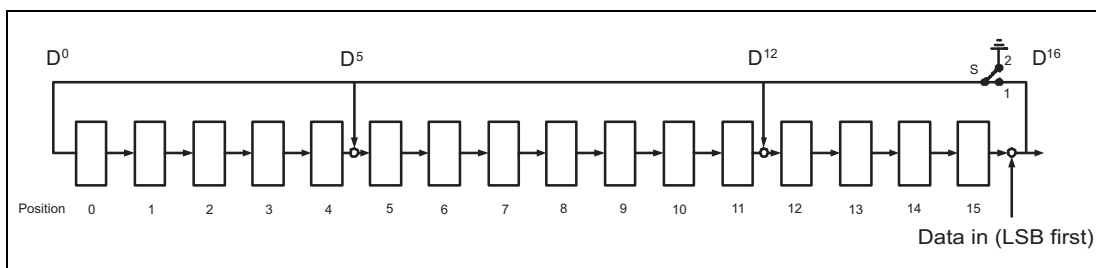 D⁰ D⁵ D¹² D¹⁶
S 2
1
Position 0 1 2 3 4 5 6 7 8 9 10 11 12 13 14 15
Data in (LSB first)